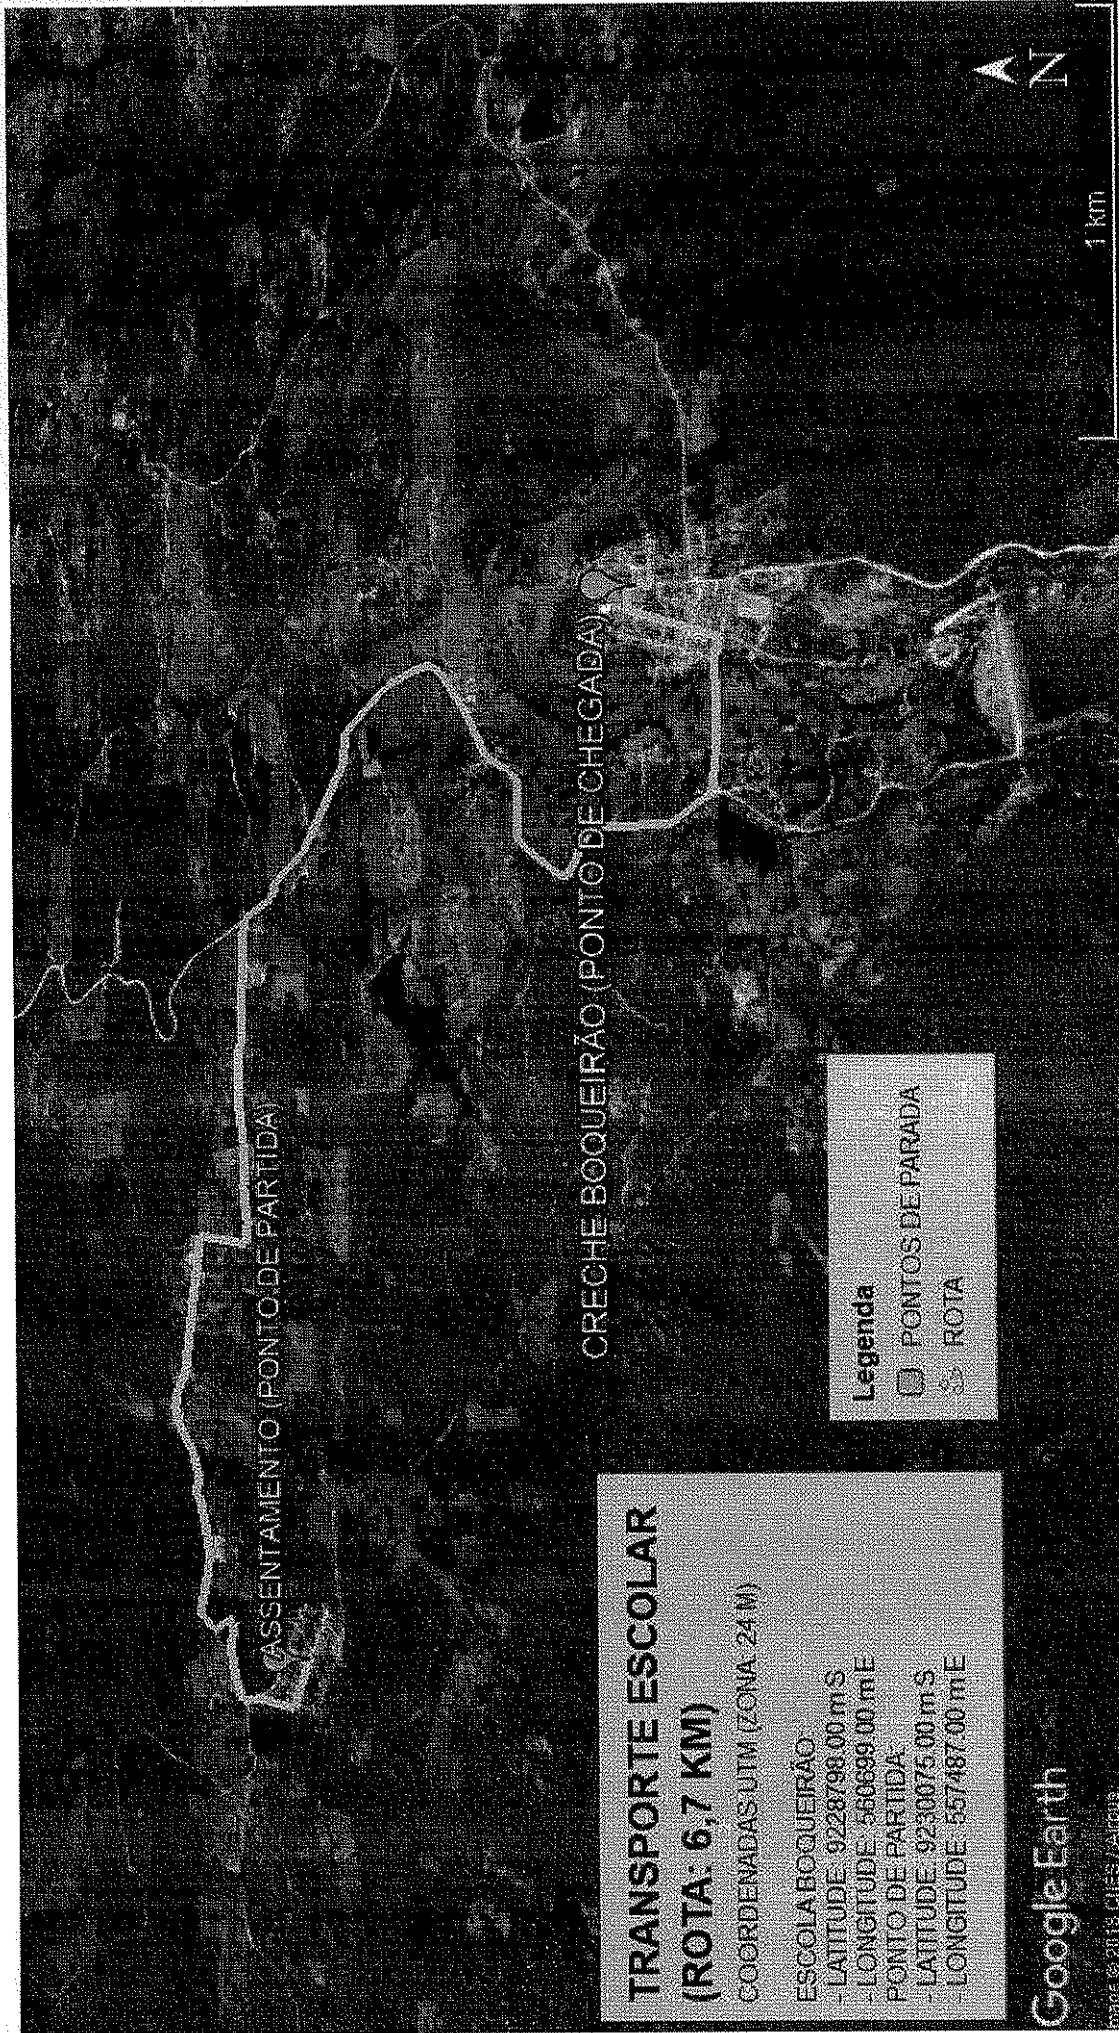 ASSENTAMENTO (PONTO DE PARTIDA)
CRECHE BOQUEIRÃO (PONTO DE CHEGADA)
TRANSPORTE ESCOLAR
(ROTA: 6,7 KM)
COORDENADAS UTM (ZONA 24 M)
ESCOLA BOQUEIRÃO:
- LATITUDE: 9228798.00 m S
- LONGITUDE: 560699.00 m E
PONTO DE PARTIDA:
- LATITUDE: 9230075.00 m S
- LONGITUDE: 557487.00 m E
Legenda
PONTOS DE PARADA
ROTA
Google Earth
N
1 km